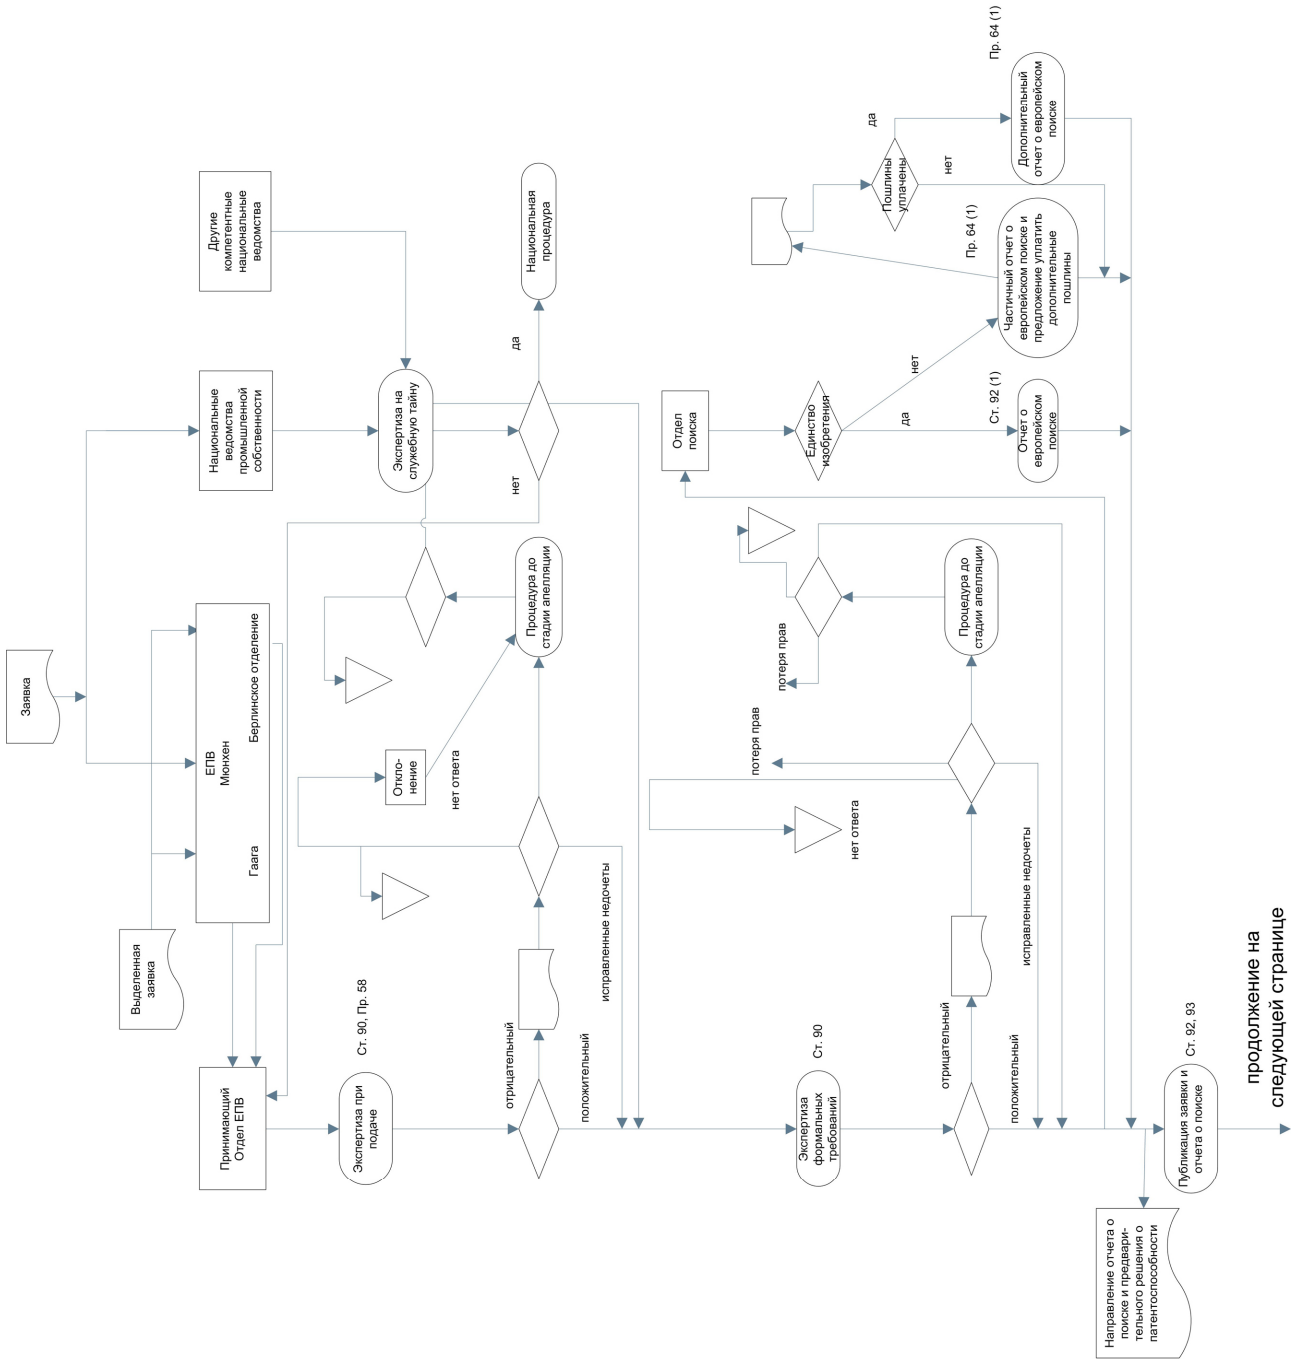 Заявка
Выделенная
заявка
ЕПВ
Мюнхен
Гаага
Берлинское отделение
Национальные
ведомства
промышленной
собственности
Другие
компетентные
национальные
ведомства
Принимающий
Отдел ЕПВ
Экспертиза при
подаче
Ст. 90, Пр. 58
Экспертиза на
служебную тайну
Откло-
нение
нет ответа
отрицательный
положительный
исправленные недочеты
Процедура до
стадии апелляции
нет
да
Национальная
процедура
Отдел
поиска
Экспертиза
формальных
требований
Ст. 90
отрицательный
положительный
исправленные недочеты
нет ответа
потеря прав
потеря прав
Процедура до
стадии апелляции
Единство
изобретения
да
нет
Ст. 92 (1)
Отчет о
европейском
поиске
Пошлины
уплачены
да
нет
Пр. 64 (1)
Частичный отчет о
европейском поиске и
предложение уплатить
дополнительные
пошлины
Пр. 64 (1)
Дополнительный
отчет о европейском
поиске
Направление отчета о
поиске и предвари-
тельного решения о
патентоспособности
Публикация заявки и
отчета о поиске
Ст. 92, 93
продолжение на
следующей странице